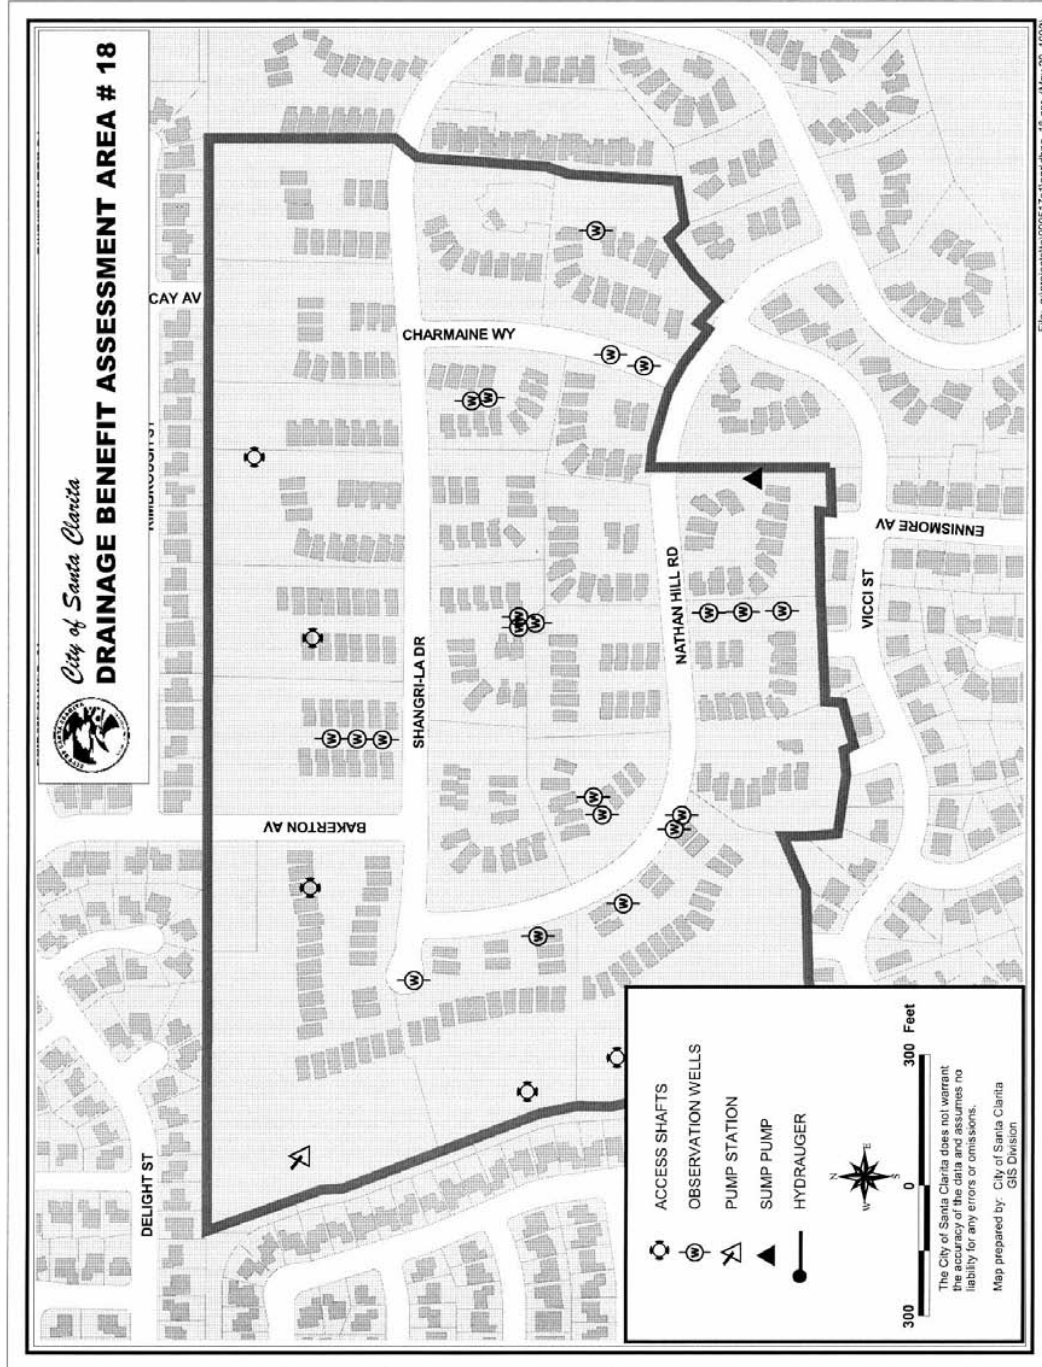 City of Santa Clarita
DRAINAGE BENEFIT ASSESSMENT AREA # 18
CAY AV
DELIGHT ST
BAKERTON AV
SHANGRI-LA DR
CHARMAINE WY
NATHAN HILL RD
VICCI ST
ENNISMORE AV
ACCESS SHAFTS
OBSERVATION WELLS
PUMP STATION
SUMP PUMP
HYDRAUGER
N
E
S
W
300 0 300 Feet
The City of Santa Clarita does not warrant
the accuracy of the data and assumes no
liability for any errors or omissions.
Map prepared by: City of Santa Clarita
GIS Division